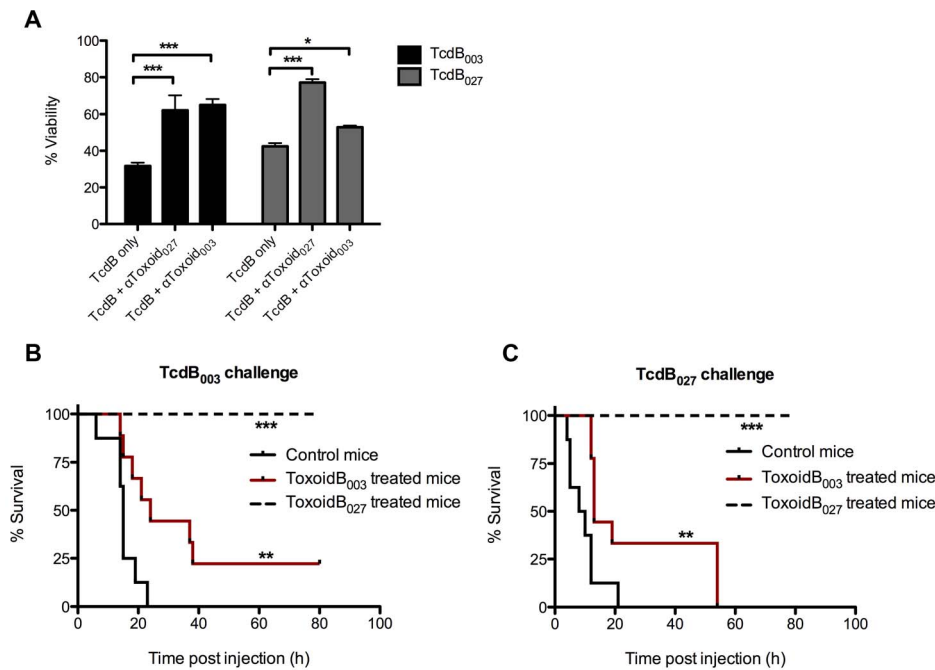 A
% Viability
100
80
60
40
20
0
***
***
*
***
TcdB003
TcdB027
TcdB only
TcdB + αToxoid027
TcdB + αToxoid003
TcdB only
TcdB + αToxoid027
TcdB + αToxoid003
B
TcdB003 challenge
% Survival
100
75
50
25
0
***
Control mice
ToxoidB003 treated mice
ToxoidB027 treated mice
**
0 20 40 60 80 100
Time post injection (h)
C
TcdB027 challenge
% Survival
100
75
50
25
0
***
Control mice
ToxoidB003 treated mice
ToxoidB027 treated mice
**
0 20 40 60 80 100
Time post injection (h)